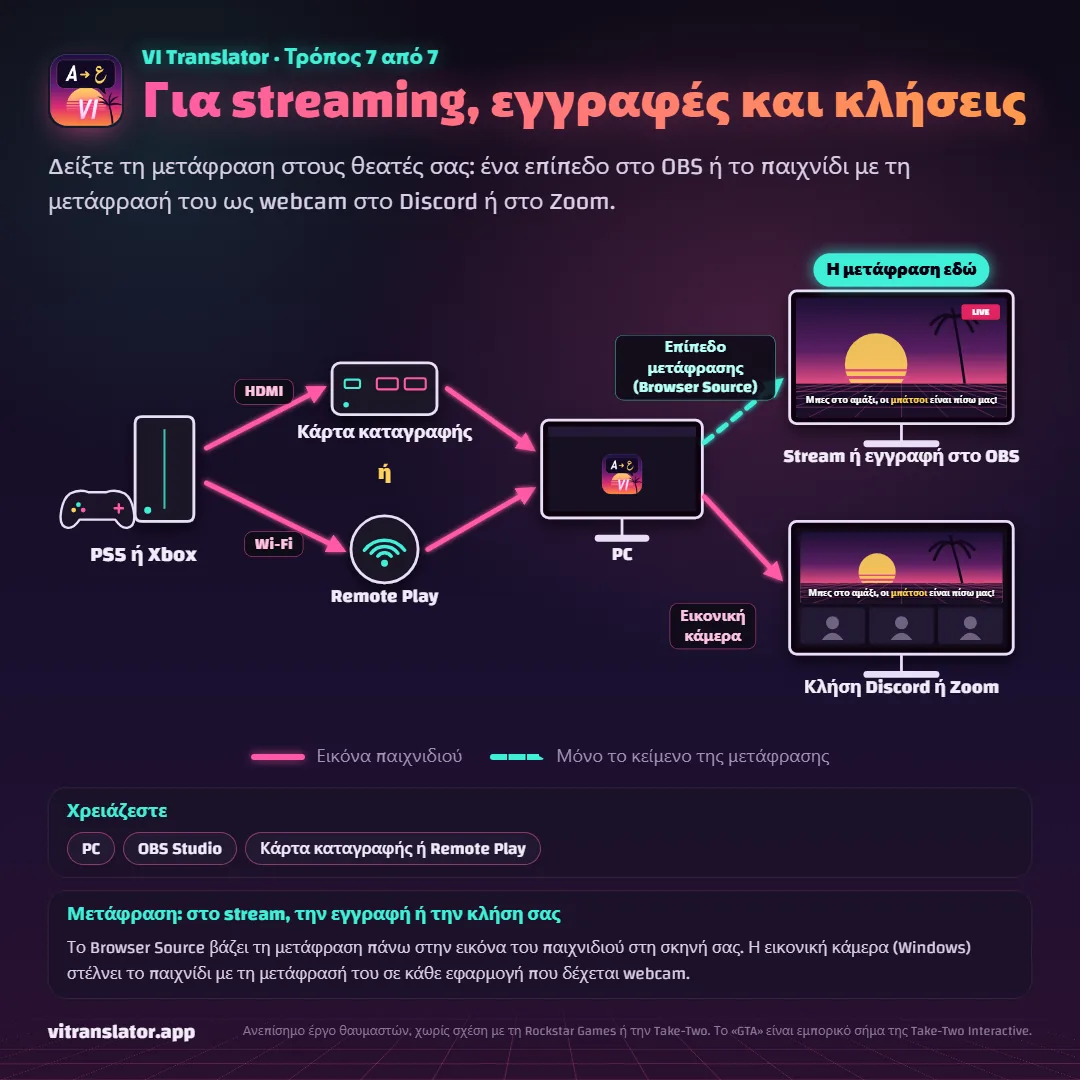 VI Translator · Τρόπος 7 από 7
A→ع
VI
Για streaming, εγγραφές και κλήσεις
Δείξτε τη μετάφραση στους θεατές σας: ένα επίπεδο στο OBS ή το παιχνίδι με τη
μετάφρασή του ως webcam στο Discord ή στο Zoom.
Η μετάφραση εδώ
LIVE
Μπες στο αμάξι, οι μπάτσοι είναι πίσω μας!
Stream ή εγγραφή στο OBS
Επίπεδο
μετάφρασης
(Browser Source)
HDMI
Κάρτα καταγραφής
ή
PS5 ή Xbox
Wi-Fi
Remote Play
A→ع
VI
PC
Εικονική
κάμερα
Μπες στο αμάξι, οι μπάτσοι είναι πίσω μας!
Κλήση Discord ή Zoom
Εικόνα παιχνιδιού
Μόνο το κείμενο της μετάφρασης
Χρειάζεστε
PC
OBS Studio
Κάρτα καταγραφής ή Remote Play
Μετάφραση: στο stream, την εγγραφή ή την κλήση σας
Το Browser Source βάζει τη μετάφραση πάνω στην εικόνα του παιχνιδιού στη σκηνή σας. Η εικονική κάμερα (Windows)
στέλνει το παιχνίδι με τη μετάφρασή του σε κάθε εφαρμογή που δέχεται webcam.
vitranslator.app
Ανεπίσημο έργο θαυμαστών, χωρίς σχέση με τη Rockstar Games ή την Take-Two. Το «GTA» είναι εμπορικό σήμα της Take-Two Interactive.